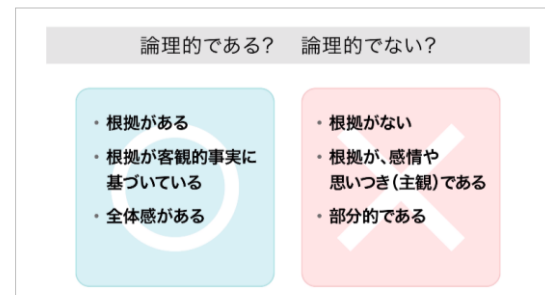 論理的である？　論理的でない？
・根拠がある
・根拠が客観的事実に
基づいている
・全体感がある
・根拠がない
・根拠が、感情や
思いつき（主観）である
・部分的である